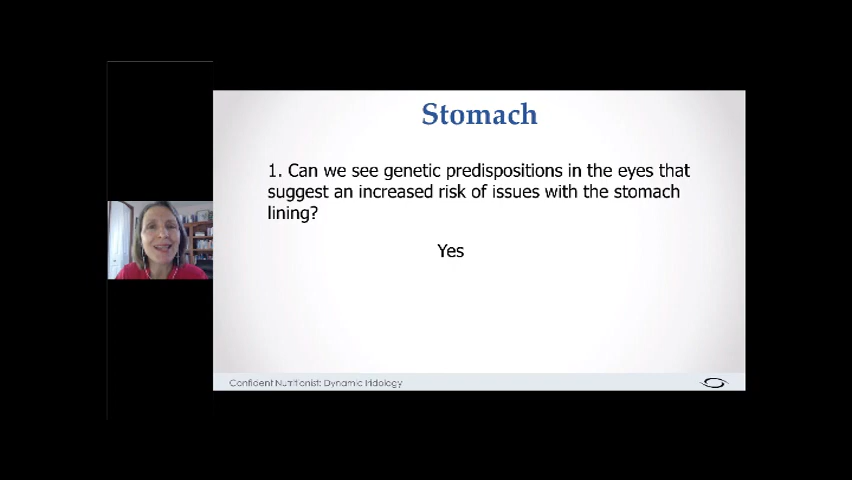 Stomach
1. Can we see genetic predispositions in the eyes that
suggest an increased risk of issues with the stomach
lining?
Yes
Confident Nutritionist: Dynamic Iridology